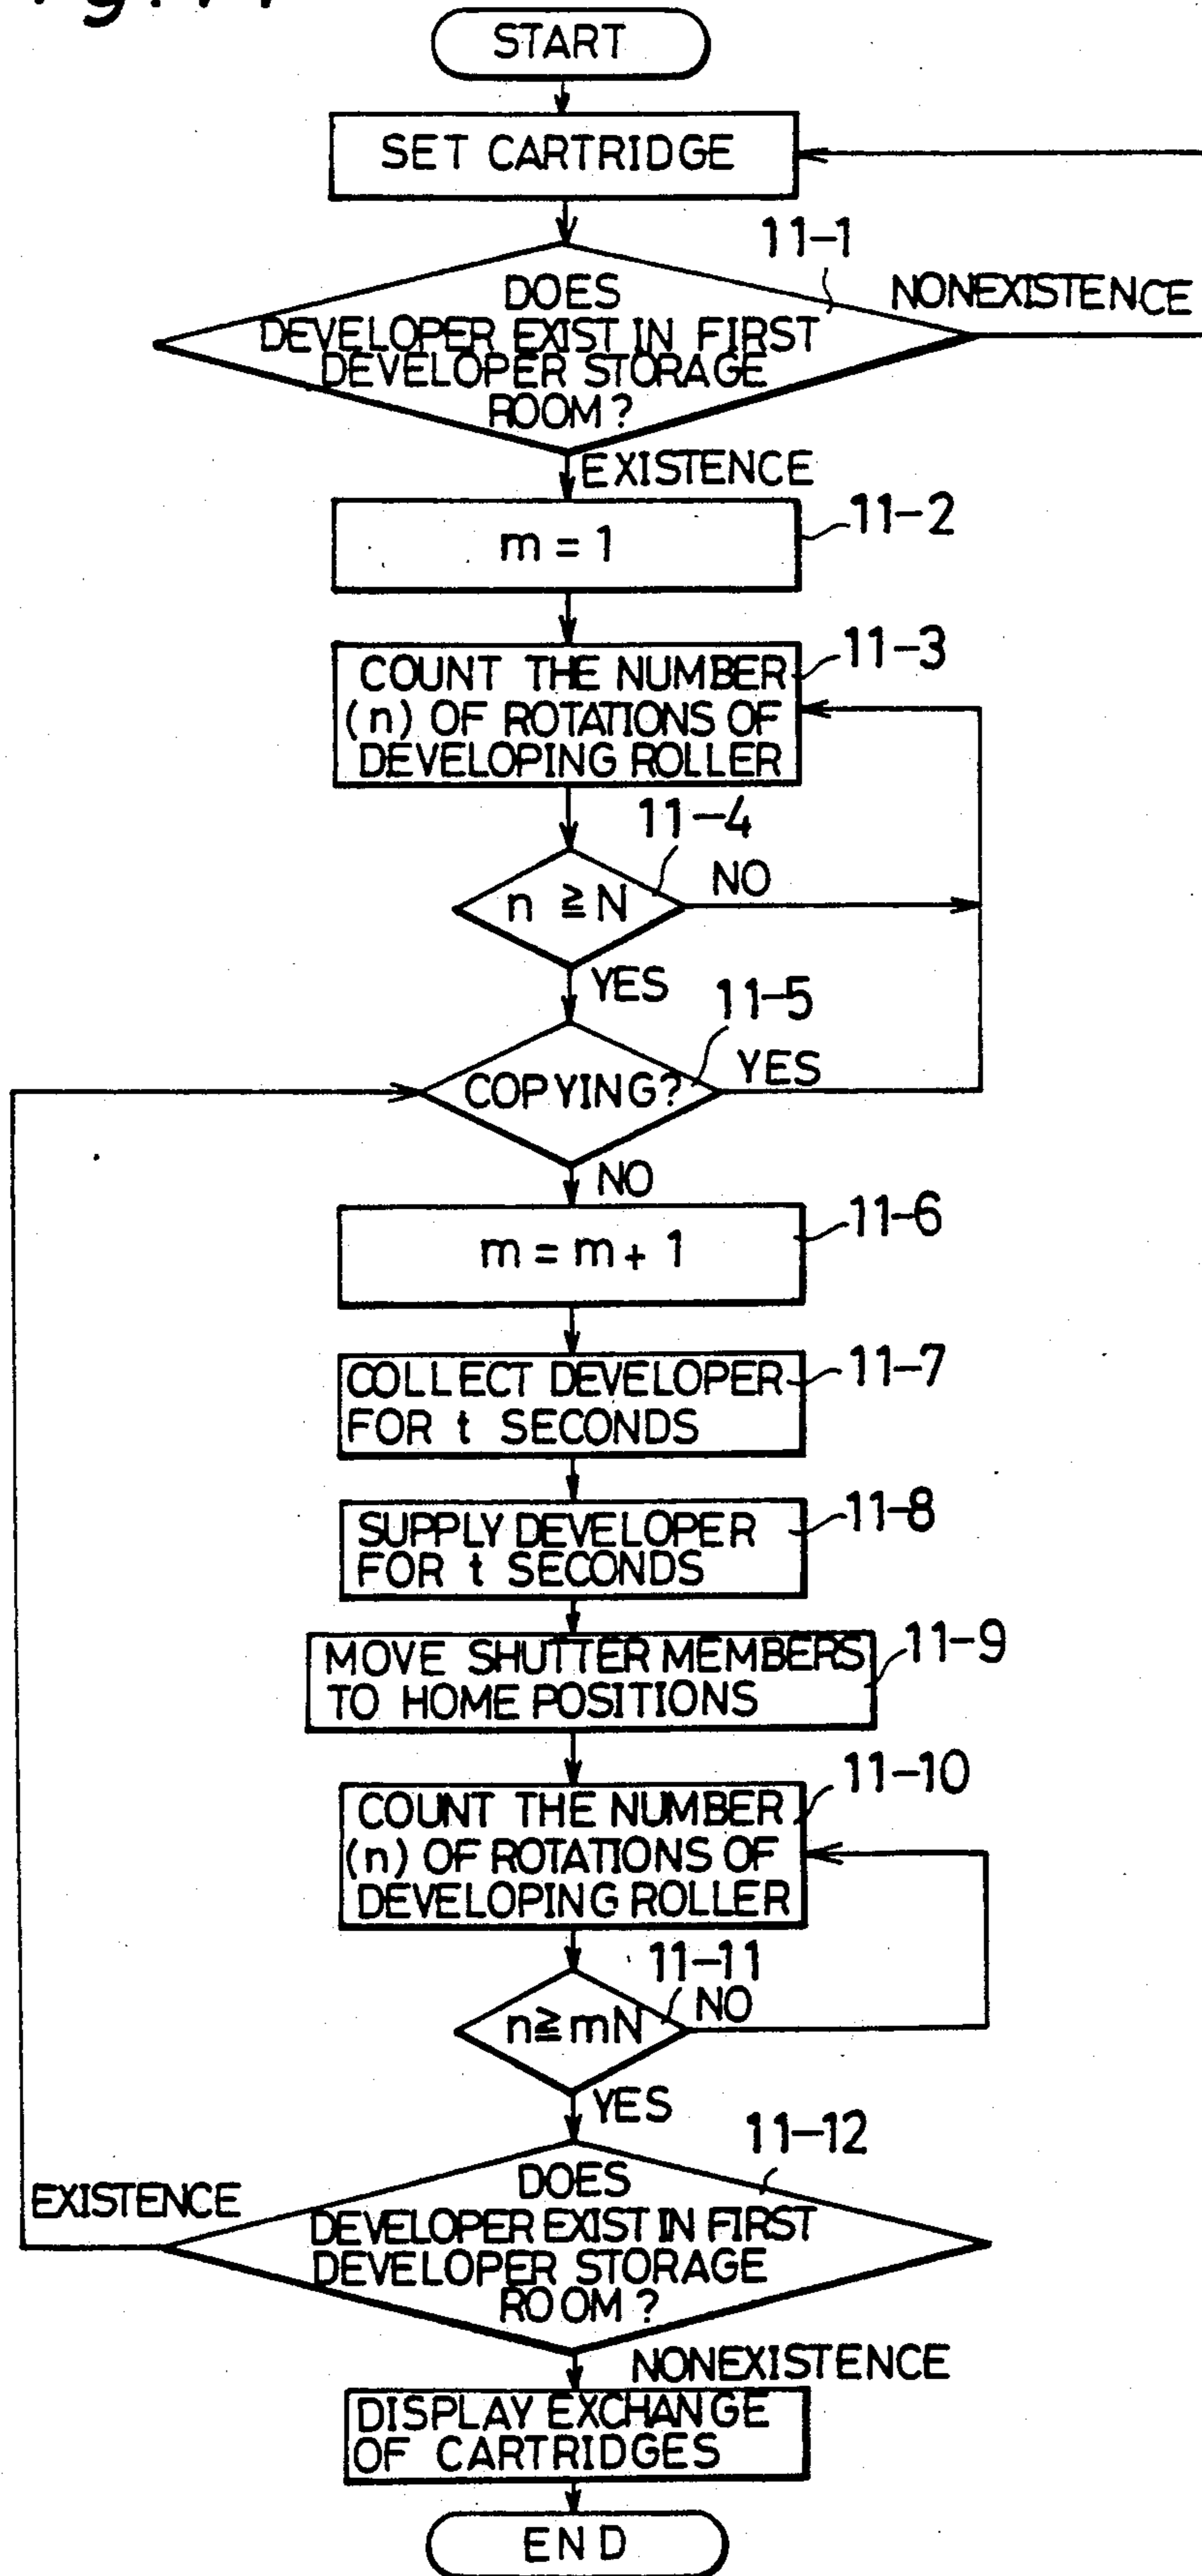 START
SET CARTRIDGE
11-1
DOES
DEVELOPER EXIST IN FIRST
DEVELOPER STORAGE
ROOM?
NONEXISTENCE
EXISTENCE
m = 1
11-2
COUNT THE NUMBER
(n) OF ROTATIONS OF
DEVELOPING ROLLER
11-3
11-4
n ≧ N
NO
YES
11-5
COPYING?
YES
NO
m = m + 1
11-6
COLLECT DEVELOPER
FOR t SECONDS
11-7
SUPPLY DEVELOPER
FOR t SECONDS
11-8
MOVE SHUTTER MEMBERS
TO HOME POSITIONS
11-9
COUNT THE NUMBER
(n) OF ROTATIONS OF
DEVELOPING ROLLER
11-10
11-11
n≧mN
NO
YES
11-12
EXISTENCE
DOES
DEVELOPER EXIST IN FIRST
DEVELOPER STORAGE
ROOM?
NONEXISTENCE
DISPLAY EXCHANGE
OF CARTRIDGES
END